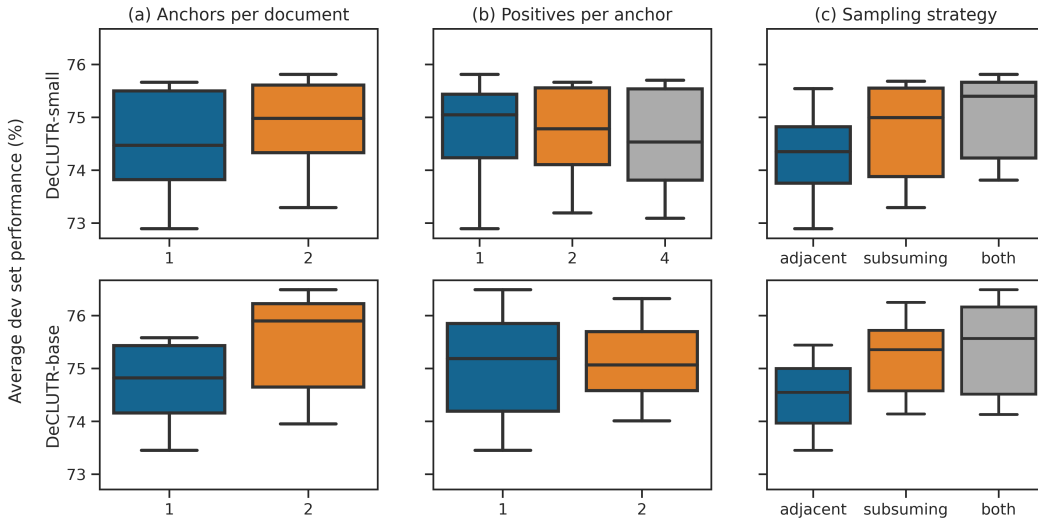 (a) Anchors per document
(b) Positives per anchor
(c) Sampling strategy
Average dev set performance (%)
DeCLUTR-small
76
75
74
73
1
2
1
2
4
adjacent
subsuming
both
DeCLUTR-base
76
75
74
73
1
2
1
2
adjacent
subsuming
both